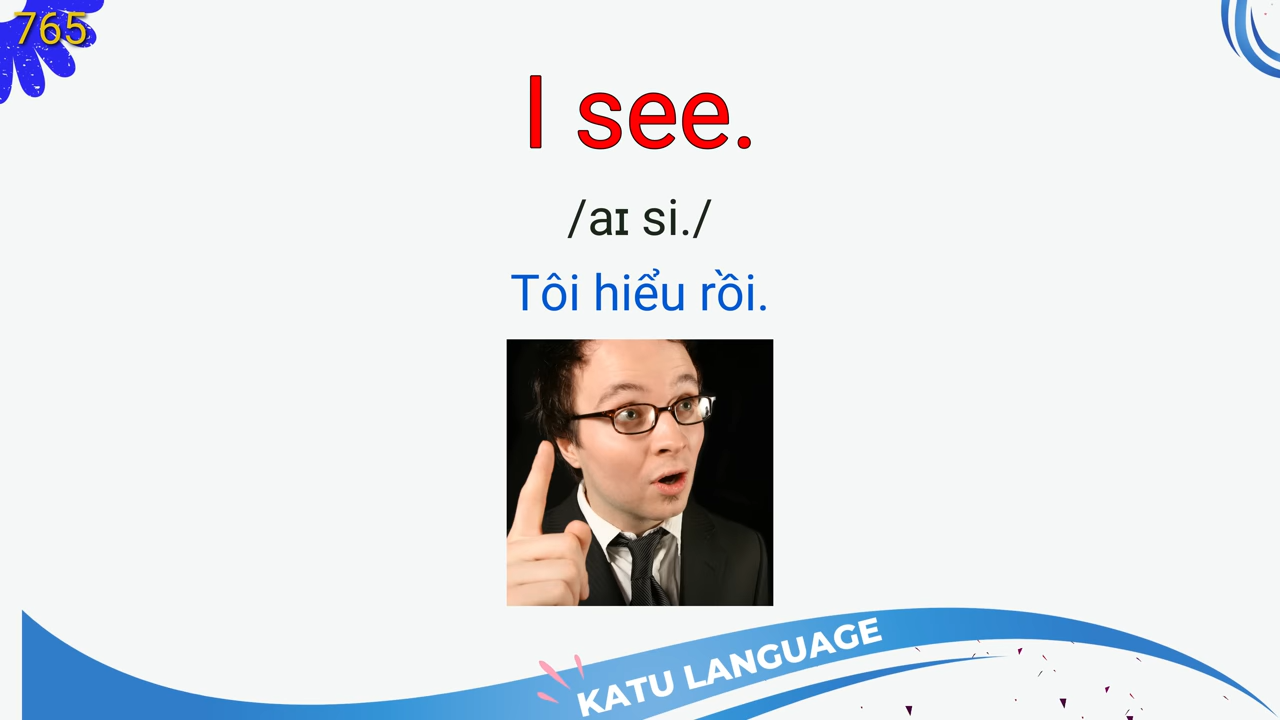 765
I see.
/aɪ si./
Tôi hiểu rồi.
KATU LANGUAGE